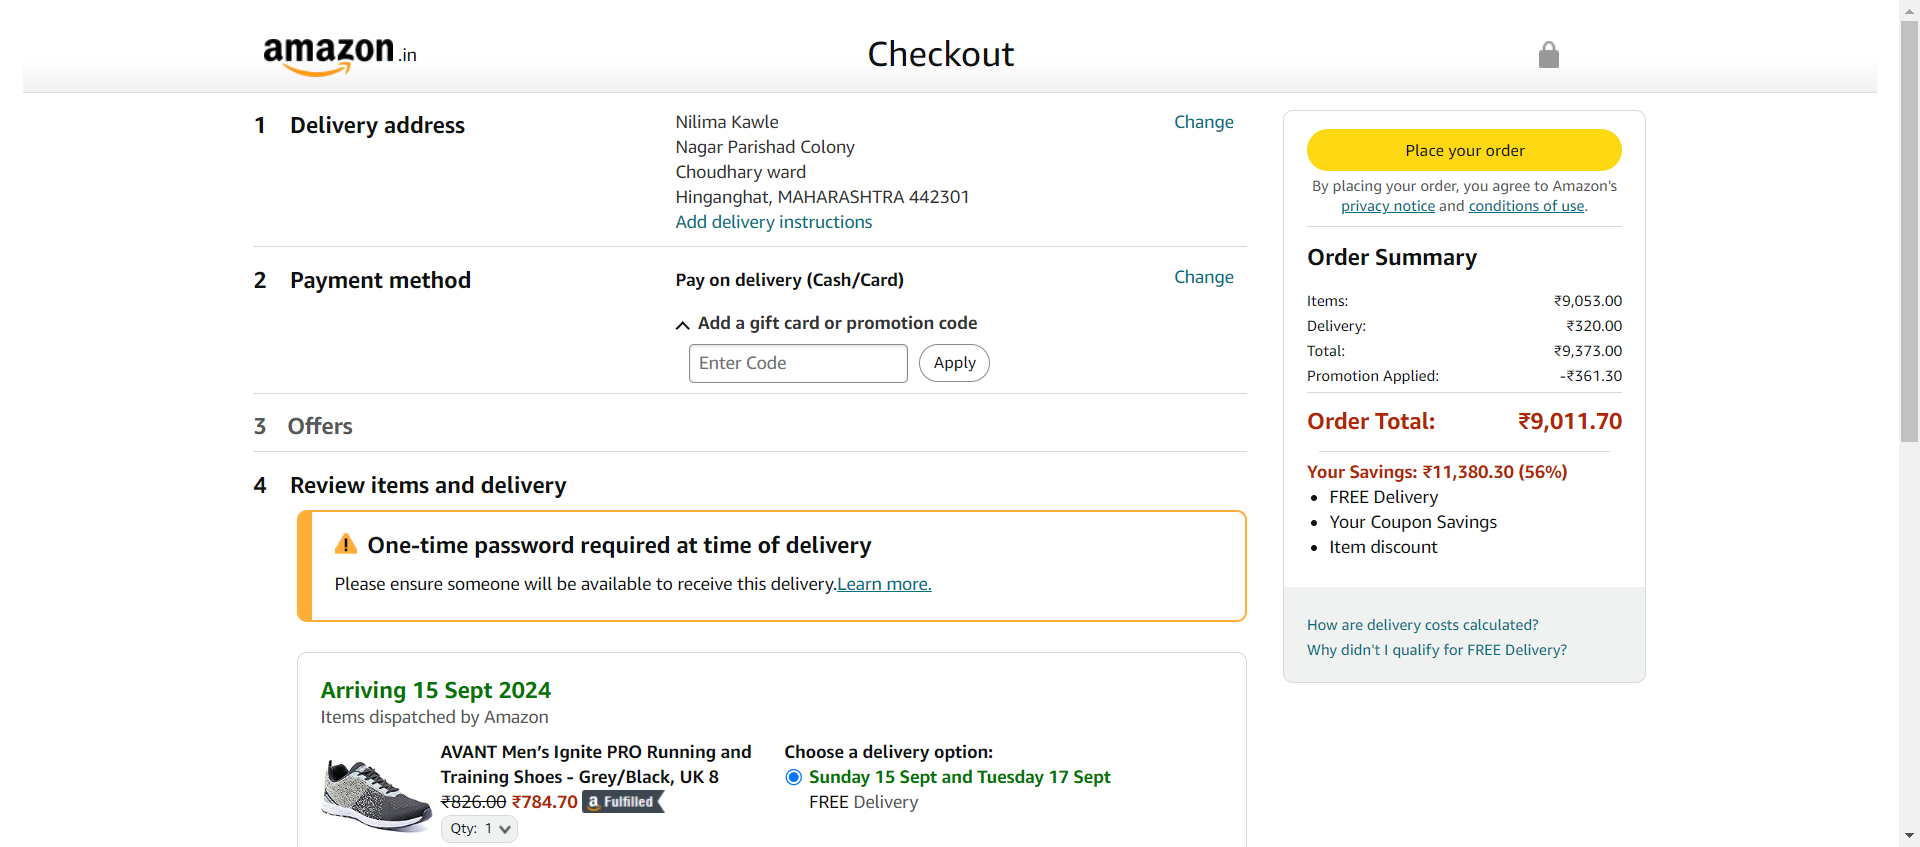 amazon.in
Checkout
1 Delivery address
Nilima Kawle
Nagar Parishad Colony
Choudhary ward
Hinganghat, MAHARASHTRA 442301
Add delivery instructions
Change
2 Payment method
Pay on delivery (Cash/Card)
Change
Add a gift card or promotion code
Enter Code
Apply
3 Offers
4 Review items and delivery
One-time password required at time of delivery
Please ensure someone will be available to receive this delivery.Learn more.
Arriving 15 Sept 2024
Items dispatched by Amazon
AVANT Men’s Ignite PRO Running and
Training Shoes - Grey/Black, UK 8
₹826.00 ₹784.70 a Fulfilled
Qty: 1
Choose a delivery option:
Sunday 15 Sept and Tuesday 17 Sept
FREE Delivery
Place your order
By placing your order, you agree to Amazon's
privacy notice and conditions of use.
Order Summary
Items: ₹9,053.00
Delivery: ₹320.00
Total: ₹9,373.00
Promotion Applied: -₹361.30
Order Total: ₹9,011.70
Your Savings: ₹11,380.30 (56%)
• FREE Delivery
• Your Coupon Savings
• Item discount
How are delivery costs calculated?
Why didn't I qualify for FREE Delivery?